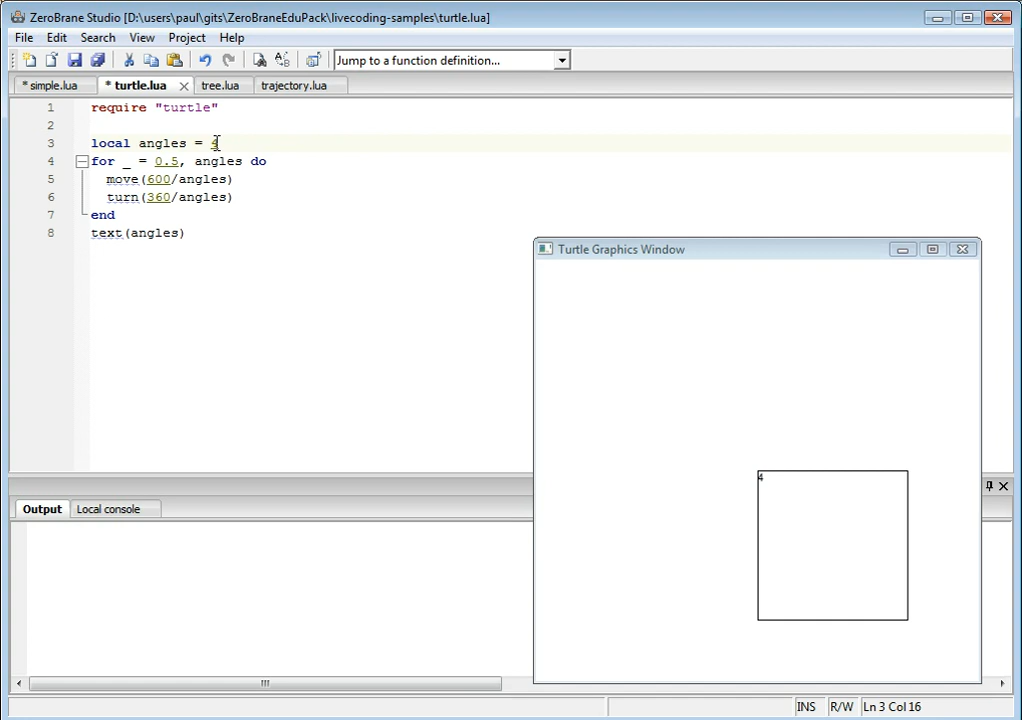 ZeroBrane Studio [D:\users\paul\gits\ZeroBraneEduPack\livecoding-samples\turtle.lua]
File Edit Search View Project Help
Jump to a function definition...
*simple.lua * turtle.lua tree.lua trajectory.lua
1 require "turtle"
2
3 local angles = 4
4 for _ = 0.5, angles do
5 move(600/angles)
6 turn(360/angles)
7 end
8 text(angles)
Turtle Graphics Window
4
Output Local console
INS R/W Ln 3 Col 16